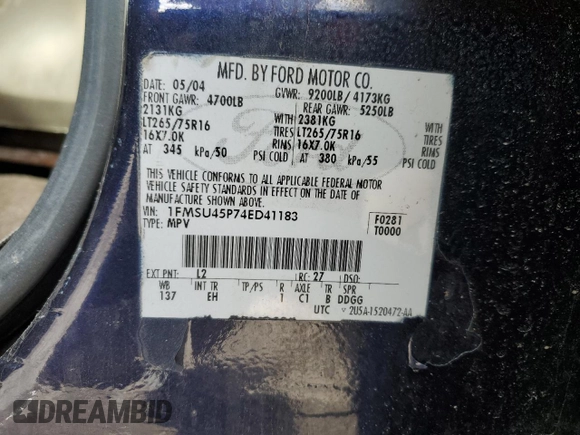 MFD. BY FORD MOTOR CO.
DATE: 05/04 GVWR: 9200LB/ 4173KG
FRONT GAWR: 4700LB REAR GAWR: 5250LB
2131KG WITH 2381KG WITH
LT265/75R16 TIRES LT265/75R16 TIRES
16X7.0K RIMS 16X7.0K RIMS
AT 345 kPa/50 PSI COLD AT 380 kPa/55 PSI COLD
Ford
THIS VEHICLE CONFORMS TO ALL APPLICABLE FEDERAL MOTOR
VEHICLE SAFETY STANDARDS IN EFFECT ON THE DATE OF
MANUFACTURE SHOWN ABOVE.
VIN: 1FMSU45P74ED41183 F0281
TYPE: MPV T0000
EXT PNT: L2 RC: 27 DSO:
WB INT TR TP/PS R AXLE TR SPR
137 EH 1 C1 B DDGG
UTC 2U5A-1520472-AA
DREAMBID